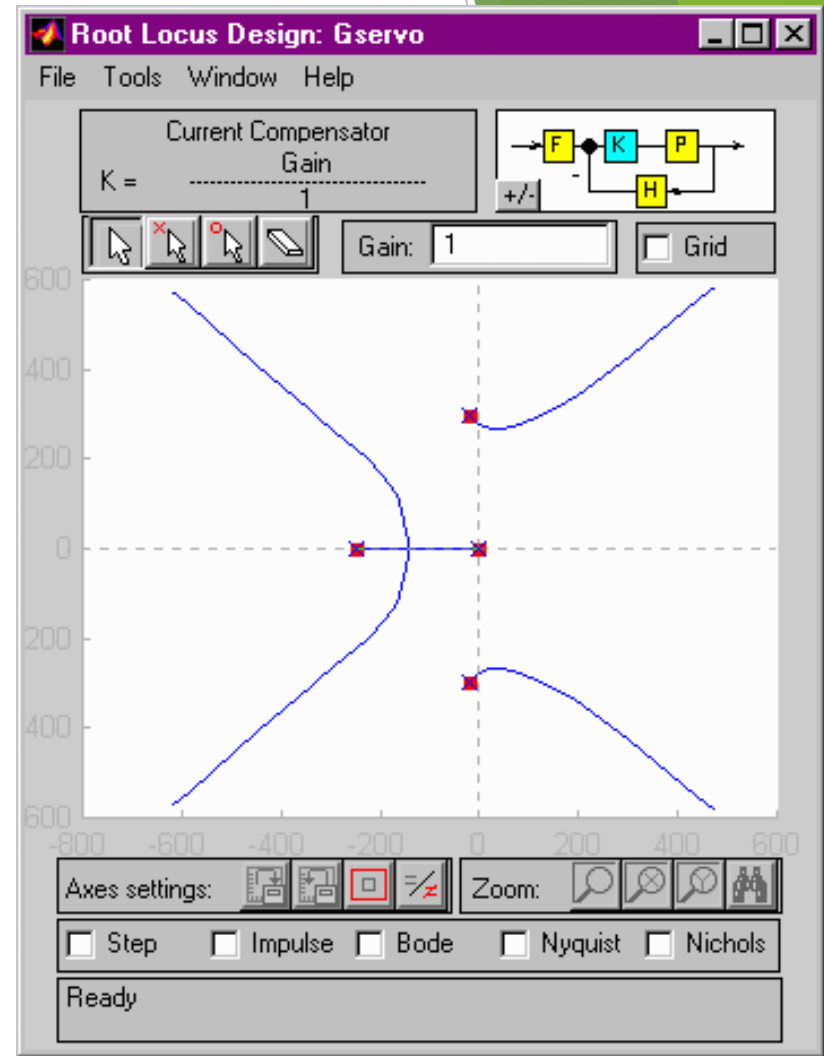 Root Locus Design: Gservo
File Tools Window Help
Current Compensator
Gain
K = ------------------------------
1
F K P
- H
+/-
Gain: 1 Grid
600
400
200
0
200
400
600
-800 -600 -400 -200 0 200 400 600
Axes settings: Zoom:
Step Impulse Bode Nyquist Nichols
Ready